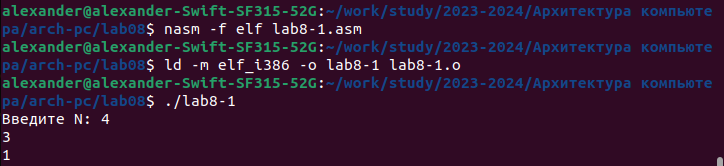 alexander@alexander-Swift-SF315-52G:~/work/study/2023-2024/Архитектура компьюте
ра/arch-pc/lab08$ nasm -f elf lab8-1.asm
alexander@alexander-Swift-SF315-52G:~/work/study/2023-2024/Архитектура компьюте
ра/arch-pc/lab08$ ld -m elf_i386 -o lab8-1 lab8-1.o
alexander@alexander-Swift-SF315-52G:~/work/study/2023-2024/Архитектура компьюте
ра/arch-pc/lab08$ ./lab8-1
Введите N: 4
3
1